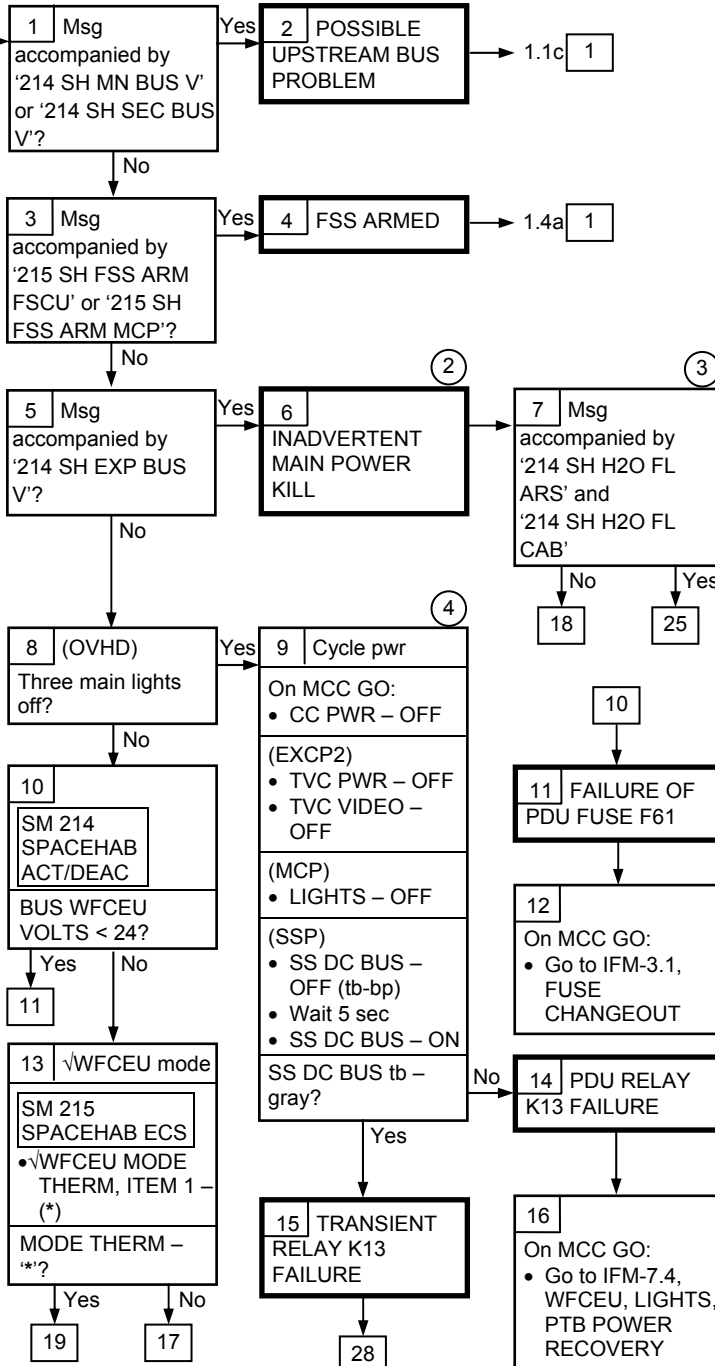 1 Msg
accompanied by
‘214 SH MN BUS V’
or ‘214 SH SEC BUS
V’?
Yes
2 POSSIBLE
UPSTREAM BUS
PROBLEM
1.1c 1
No
3 Msg
accompanied by
‘215 SH FSS ARM
FSCU’ or ‘215 SH
FSS ARM MCP’?
Yes
4 FSS ARMED
1.4a 1
No
5 Msg
accompanied by
‘214 SH EXP BUS
V’?
Yes
2
6
INADVERTENT
MAIN POWER
KILL
3
7 Msg
accompanied by
‘214 SH H2O FL
ARS’ and
‘214 SH H2O FL
CAB’
No
18
Yes
25
No
8 (OVHD)
Three main lights
off?
Yes
4
9 Cycle pwr
On MCC GO:
• CC PWR – OFF
(EXCP2)
• TVC PWR – OFF
• TVC VIDEO –
OFF
(MCP)
• LIGHTS – OFF
(SSP)
• SS DC BUS –
OFF (tb-bp)
• Wait 5 sec
• SS DC BUS – ON
SS DC BUS tb –
gray?
No
10
SM 214
SPACEHAB
ACT/DEAC
BUS WFCEU
VOLTS < 24?
Yes
11
No
10
11 FAILURE OF
PDU FUSE F61
12
On MCC GO:
• Go to IFM-3.1,
FUSE
CHANGEOUT
13 √WFCEU mode
SM 215
SPACEHAB ECS
•√WFCEU MODE
THERM, ITEM 1 –
(*)
MODE THERM –
‘*’?
Yes
19
No
17
No
14 PDU RELAY
K13 FAILURE
Yes
15 TRANSIENT
RELAY K13
FAILURE
28
16
On MCC GO:
• Go to IFM-7.4,
WFCEU, LIGHTS,
PTB POWER
RECOVERY